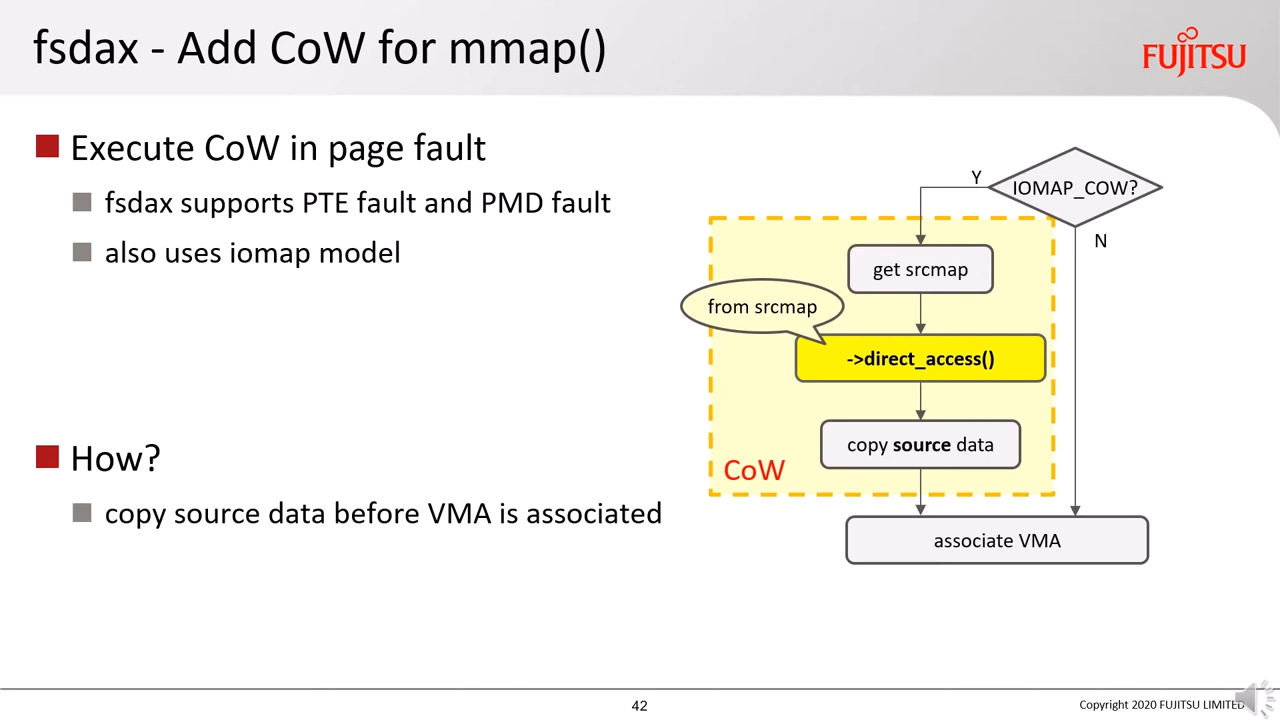 fsdax - Add CoW for mmap()
FUJITSU
Execute CoW in page fault
fsdax supports PTE fault and PMD fault
also uses iomap model
How?
copy source data before VMA is associated
IOMAP_COW?
Y
N
get srcmap
from srcmap
->direct_access()
copy source data
CoW
associate VMA
42
Copyright 2020 FUJITSU LIMITED